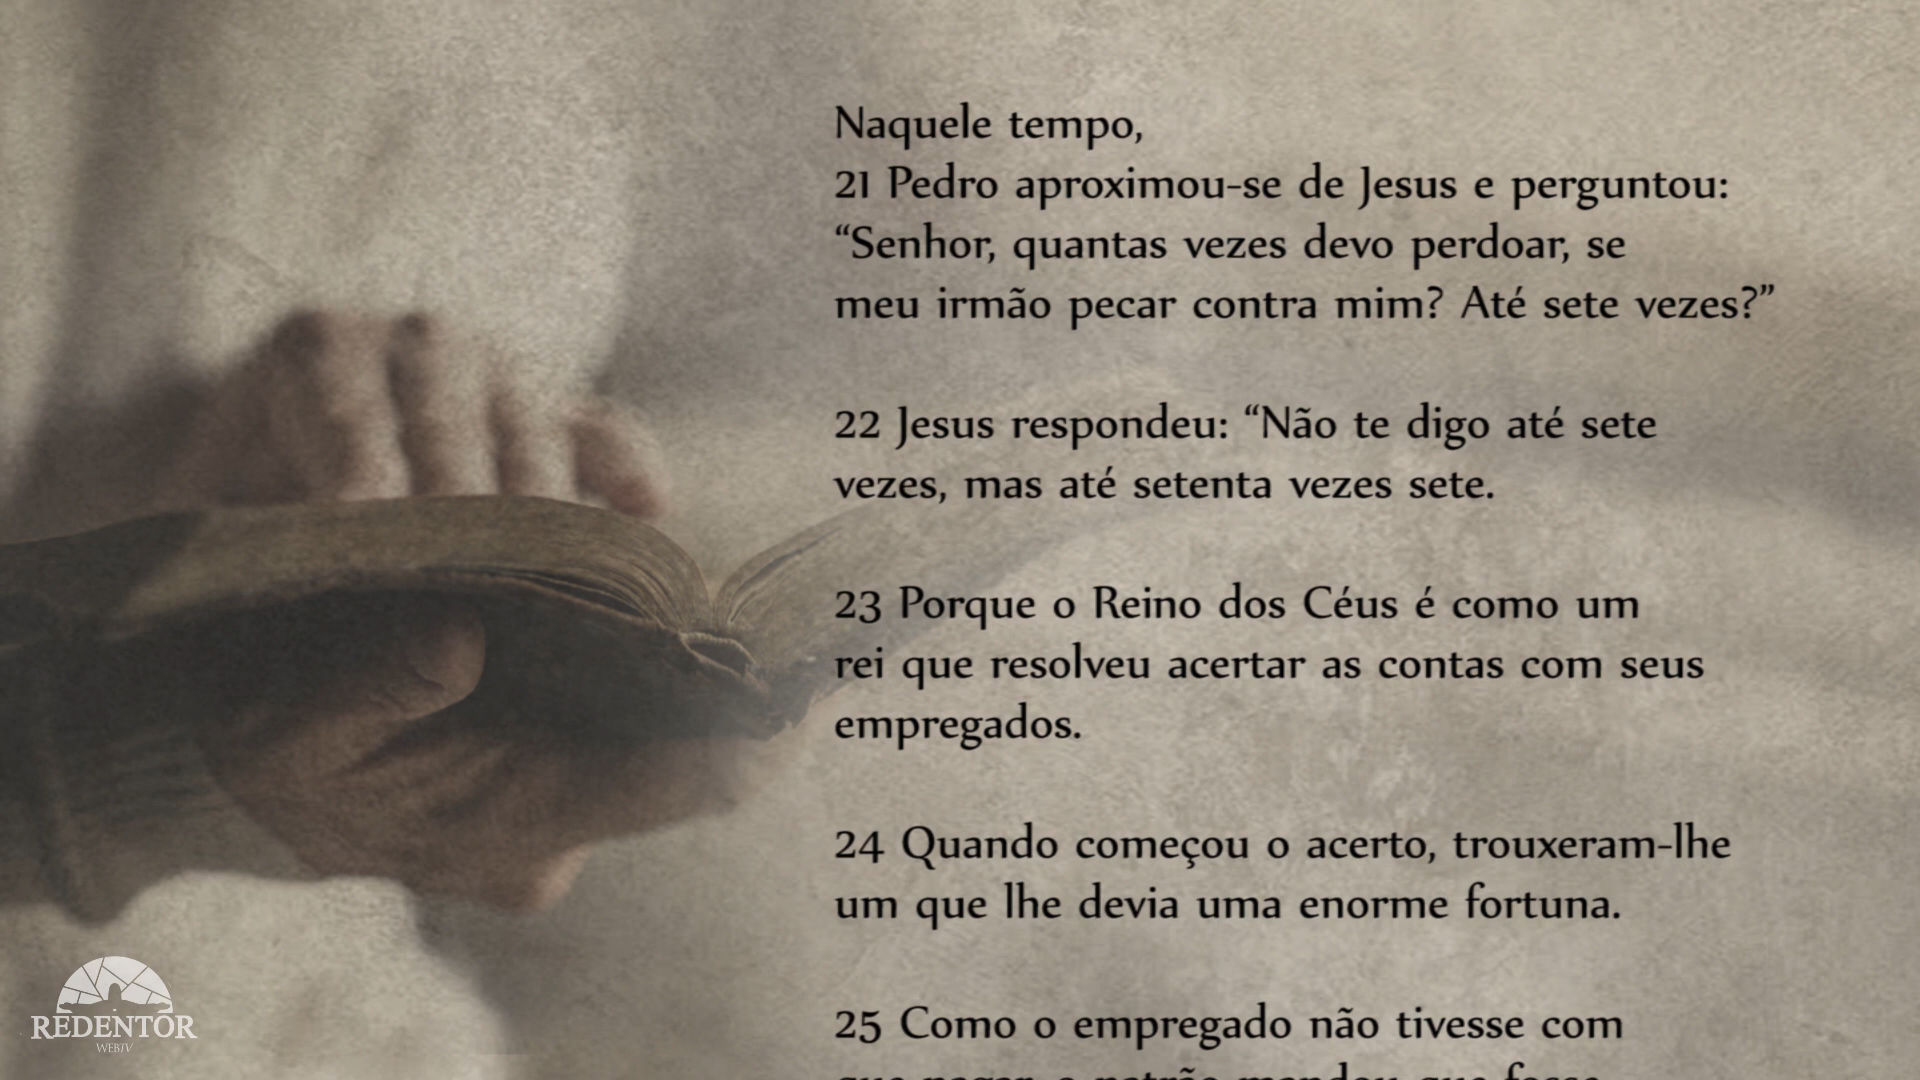 Naquele tempo,
21 Pedro aproximou-se de Jesus e perguntou:
“Senhor, quantas vezes devo perdoar, se
meu irmão pecar contra mim? Até sete vezes?”
22 Jesus respondeu: “Não te digo até sete
vezes, mas até setenta vezes sete.
23 Porque o Reino dos Céus é como um
rei que resolveu acertar as contas com seus
empregados.
24 Quando começou o acerto, trouxeram-lhe
um que lhe devia uma enorme fortuna.
25 Como o empregado não tivesse com
REDENTOR
WEBTV